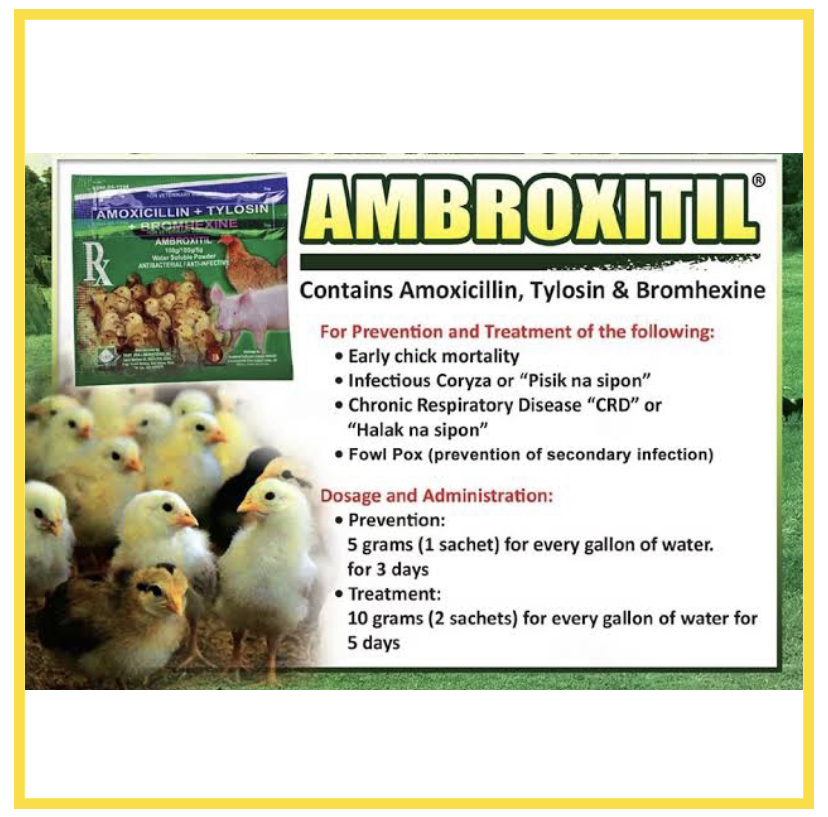 AMOXICILLIN + TYLOSIN
+ BROMHEXINE
AMBROXITIL
Water Soluble Powder
ANTIBACTERIAL / ANTI-INFECTIVE
Rx
AMBROXITIL®
Contains Amoxicillin, Tylosin & Bromhexine
For Prevention and Treatment of the following:
• Early chick mortality
• Infectious Coryza or “Pisik na sipon”
• Chronic Respiratory Disease “CRD” or
“Halak na sipon”
• Fowl Pox (prevention of secondary infection)
Dosage and Administration:
• Prevention:
5 grams (1 sachet) for every gallon of water.
for 3 days
• Treatment:
10 grams (2 sachets) for every gallon of water for
5 days